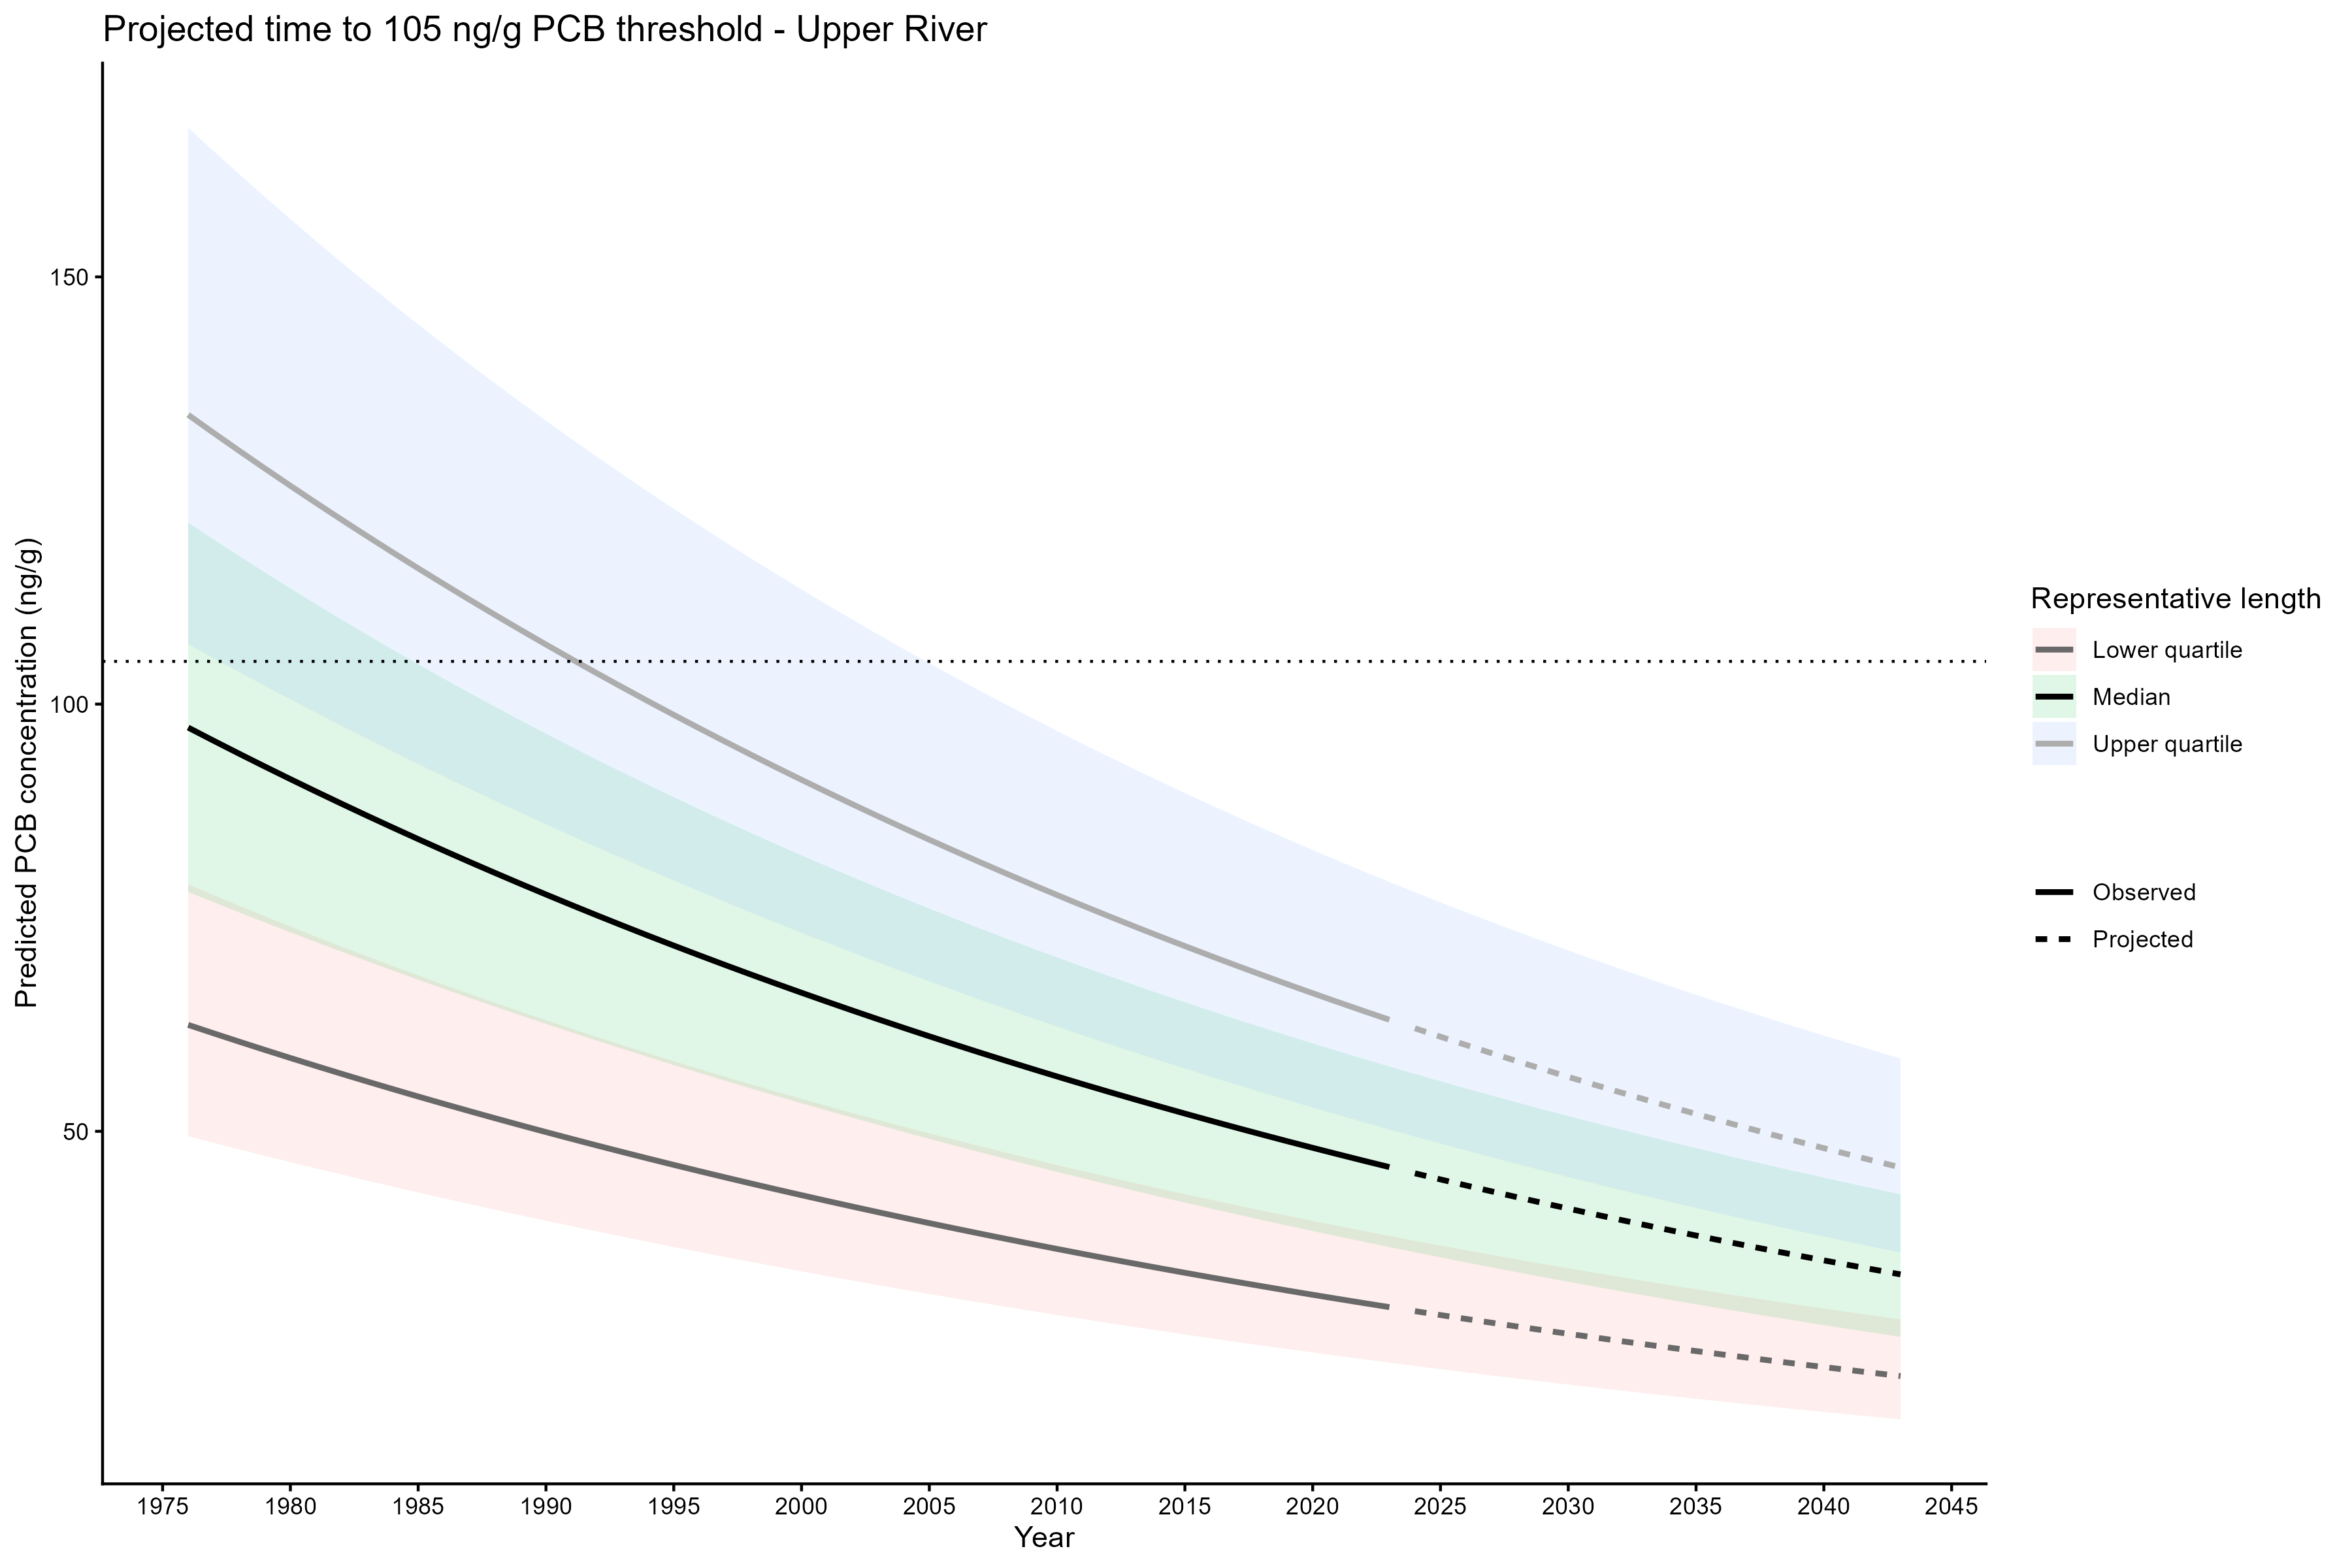 Projected time to 105 ng/g PCB threshold - Upper River
Predicted PCB concentration (ng/g)
150
100
50
1975 1980 1985 1990 1995 2000 2005 2010 2015 2020 2025 2030 2035 2040 2045
Year
Representative length
Lower quartile
Median
Upper quartile
Observed
Projected